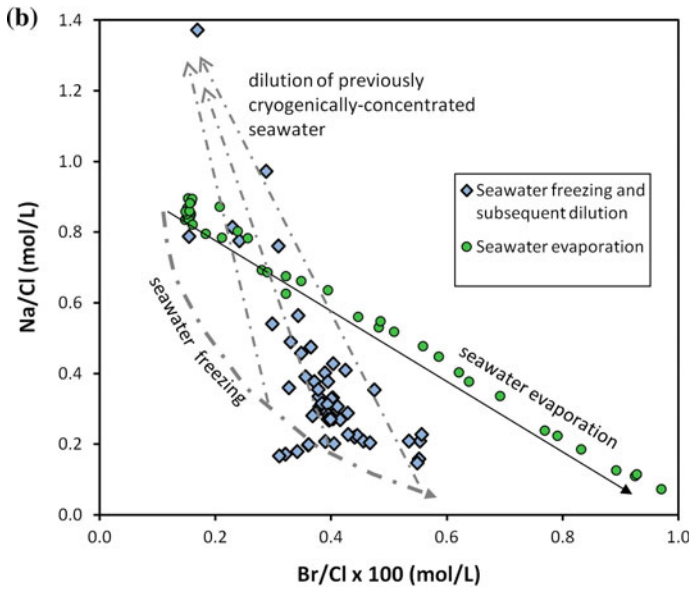 (b)
1.4
1.2
1.0
0.8
0.6
0.4
0.2
0.0
Na/Cl (mol/L)
dilution of previously
cryogenically-concentrated
seawater
Seawater freezing and
subsequent dilution
Seawater evaporation
seawater freezing
seawater evaporation
0.0 0.2 0.4 0.6 0.8 1.0
Br/Cl x 100 (mol/L)